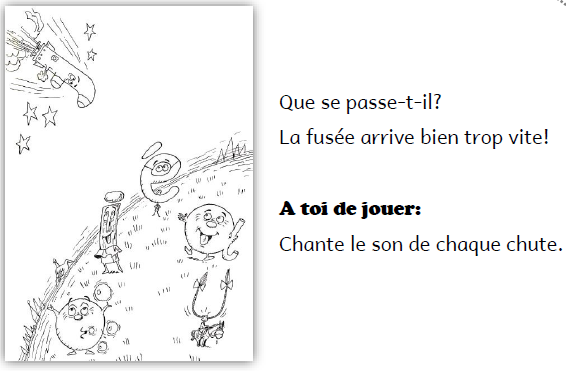 Que se passe-t-il?
La fusée arrive bien trop vite!
A toi de jouer:
Chante le son de chaque chute.